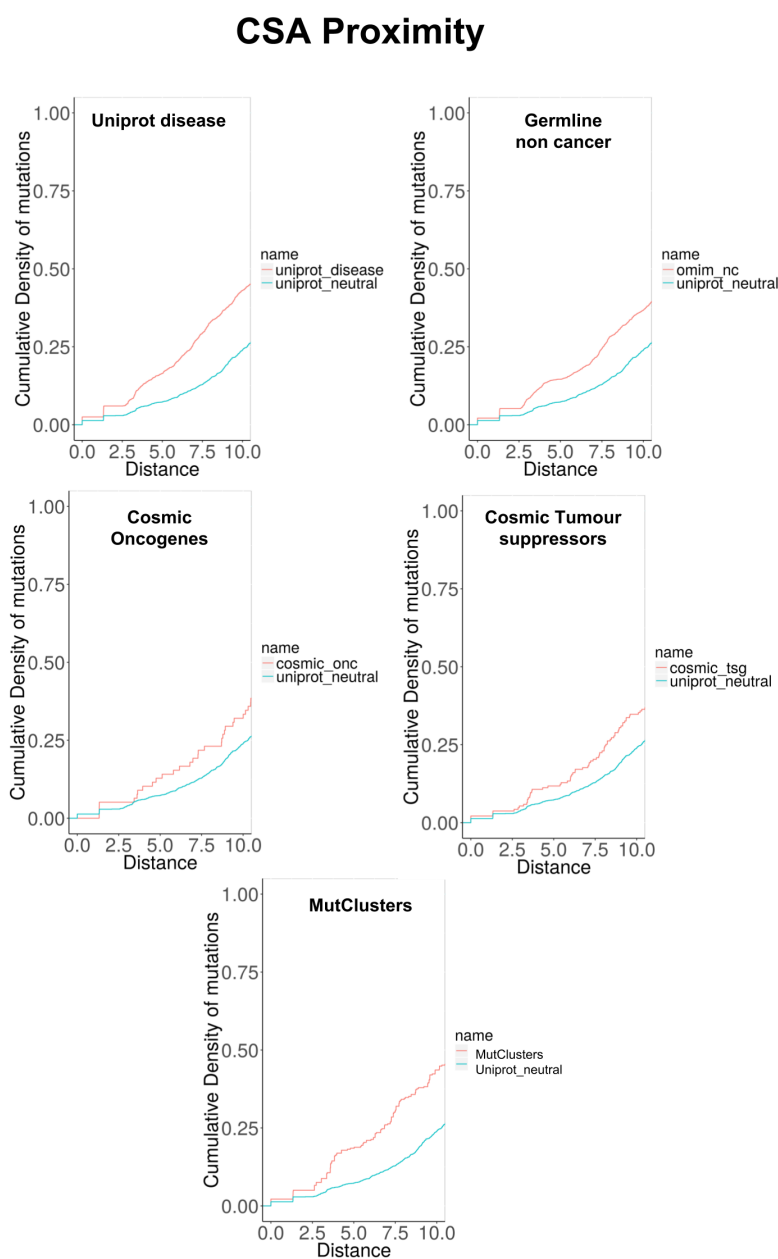 CSA Proximity
Uniprot disease
Cumulative Density of mutations
1.00
0.75
0.50
0.25
0.00
0.0 2.5 5.0 7.5 10.0
Distance
name
uniprot_disease
uniprot_neutral
Germline
non cancer
Cumulative Density of mutations
1.00
0.75
0.50
0.25
0.00
0.0 2.5 5.0 7.5 10.0
Distance
name
omim_nc
uniprot_neutral
Cosmic
Oncogenes
Cumulative Density of mutations
1.00
0.75
0.50
0.25
0.00
0.0 2.5 5.0 7.5 10.0
Distance
name
cosmic_onc
uniprot_neutral
Cosmic Tumour
suppressors
Cumulative Density of mutations
1.00
0.75
0.50
0.25
0.00
0.0 2.5 5.0 7.5 10.0
Distance
name
cosmic_tsg
uniprot_neutral
MutClusters
Cumulative Density of mutations
1.00
0.75
0.50
0.25
0.00
0.0 2.5 5.0 7.5 10.0
Distance
name
MutClusters
Uniprot_neutral